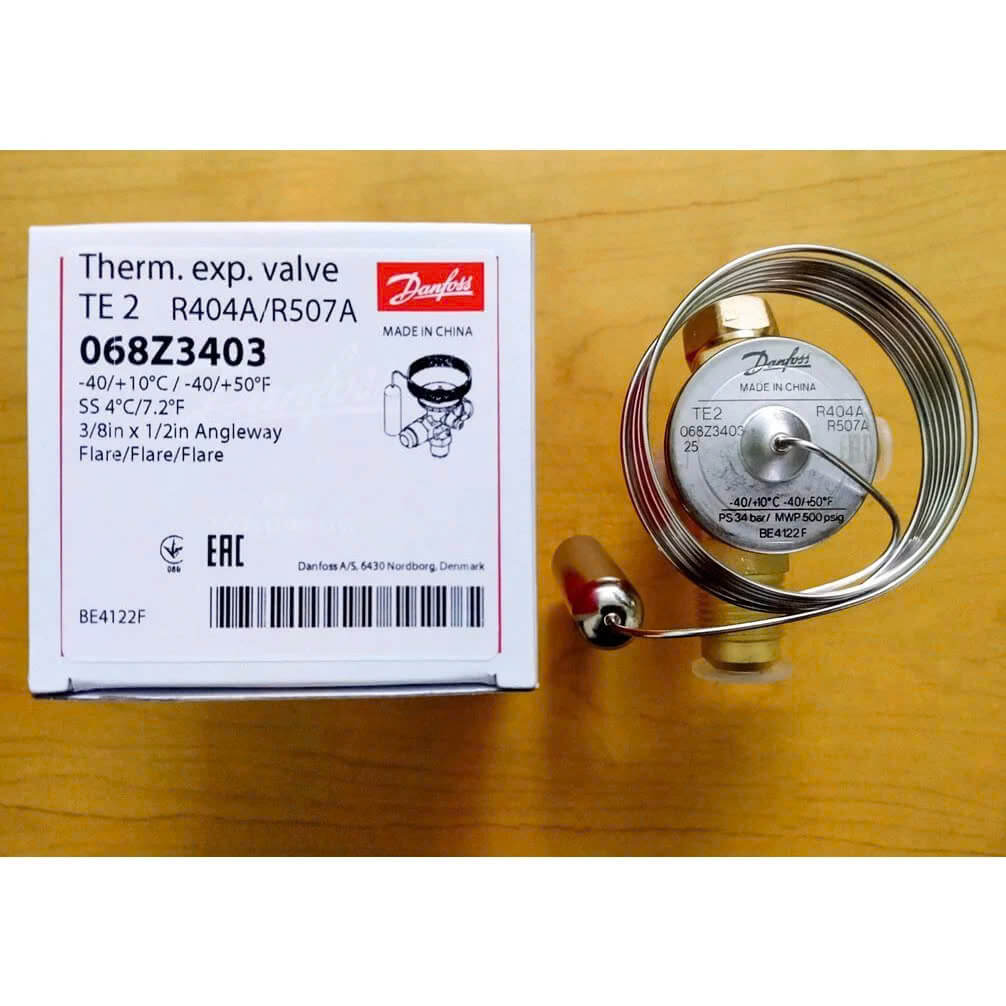 Therm. exp. valve
TE 2 R404A/R507A
Danfoss
MADE IN CHINA
068Z3403
-40/+10°C / -40/+50°F
SS 4°C/7.2°F
3/8in x 1/2in Angleway
Flare/Flare/Flare
086
EAC
Danfoss A/S, 6430 Nordborg, Denmark
BE4122F
Danfoss
MADE IN CHINA
TE2 R404A
068Z3403 R507A
25 EAC
-40/+10°C -40/+50°F
PS 34 bar/ MWP 500 psig
BE4122F